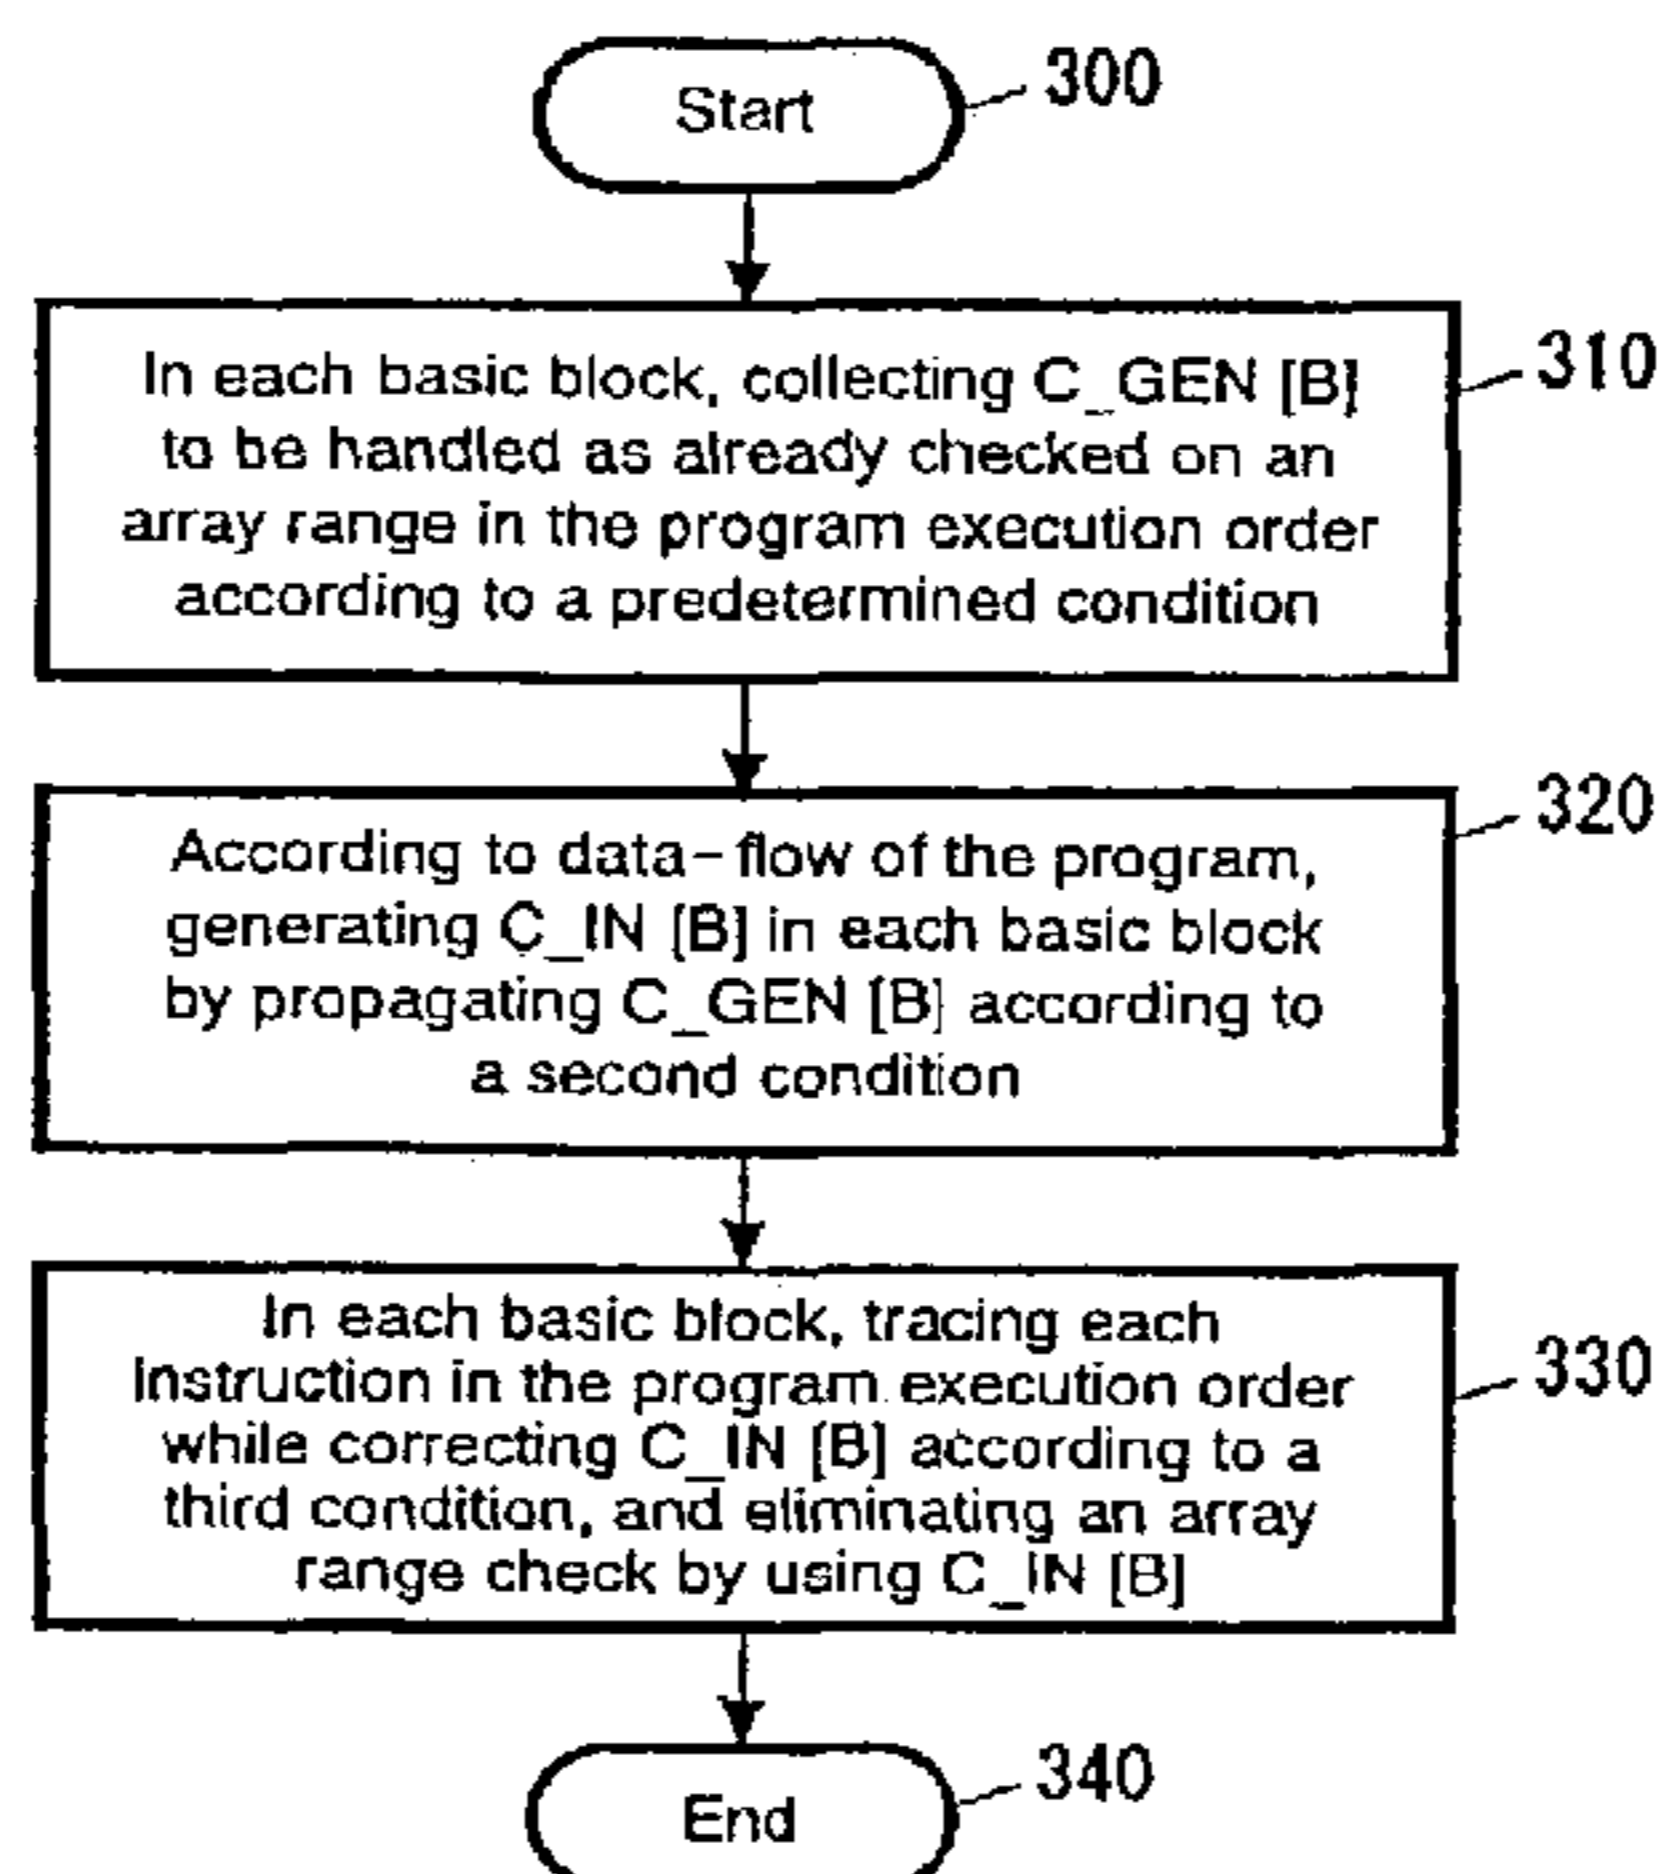 Start
300
In each basic block, collecting C_GEN [B]
to be handled as already checked on an
array range in the program execution order
according to a predetermined condition
310
According to data-flow of the program,
generating C_IN [B] in each basic block
by propagating C_GEN [B] according to
a second condition
320
In each basic block, tracing each
instruction in the program execution order
while correcting C_IN [B] according to a
third condition, and eliminating an array
range check by using C_IN [B]
330
End
340